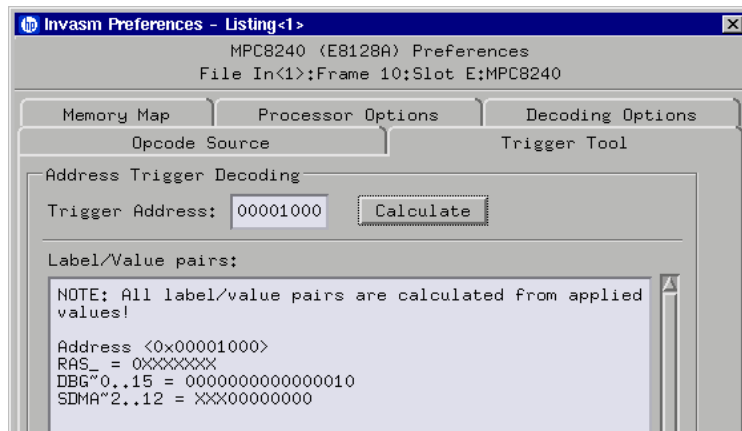 hp Invasm Preferences - Listing<1>
MPC8240 (E8128A) Preferences
File In<1>:Frame 10:Slot E:MPC8240
Memory Map Processor Options Decoding Options
Opcode Source Trigger Tool
Address Trigger Decoding
Trigger Address: 00001000 Calculate
Label/Value pairs:
NOTE: All label/value pairs are calculated from applied
values!
Address <0x00001000>
RAS_ = 0XXXXXXX
DBG~0..15 = 0000000000000010
SDMA~2..12 = XXX00000000